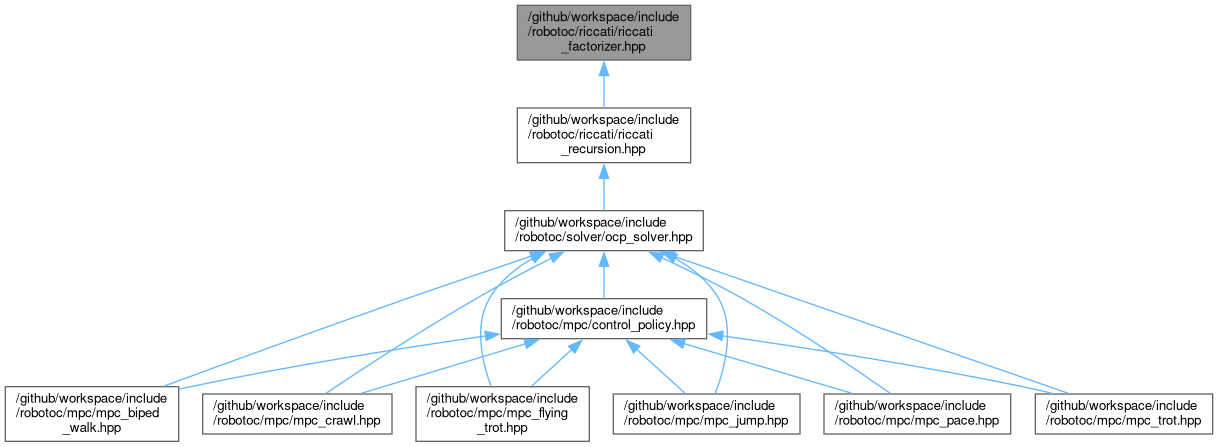 /github/workspace/include
/robotoc/riccati/riccati
_factorizer.hpp
/github/workspace/include
/robotoc/riccati/riccati
_recursion.hpp
/github/workspace/include
/robotoc/solver/ocp_solver.hpp
/github/workspace/include
/robotoc/mpc/control_policy.hpp
/github/workspace/include
/robotoc/mpc/mpc_biped
_walk.hpp
/github/workspace/include
/robotoc/mpc/mpc_crawl.hpp
/github/workspace/include
/robotoc/mpc/mpc_flying
_trot.hpp
/github/workspace/include
/robotoc/mpc/mpc_jump.hpp
/github/workspace/include
/robotoc/mpc/mpc_pace.hpp
/github/workspace/include
/robotoc/mpc/mpc_trot.hpp